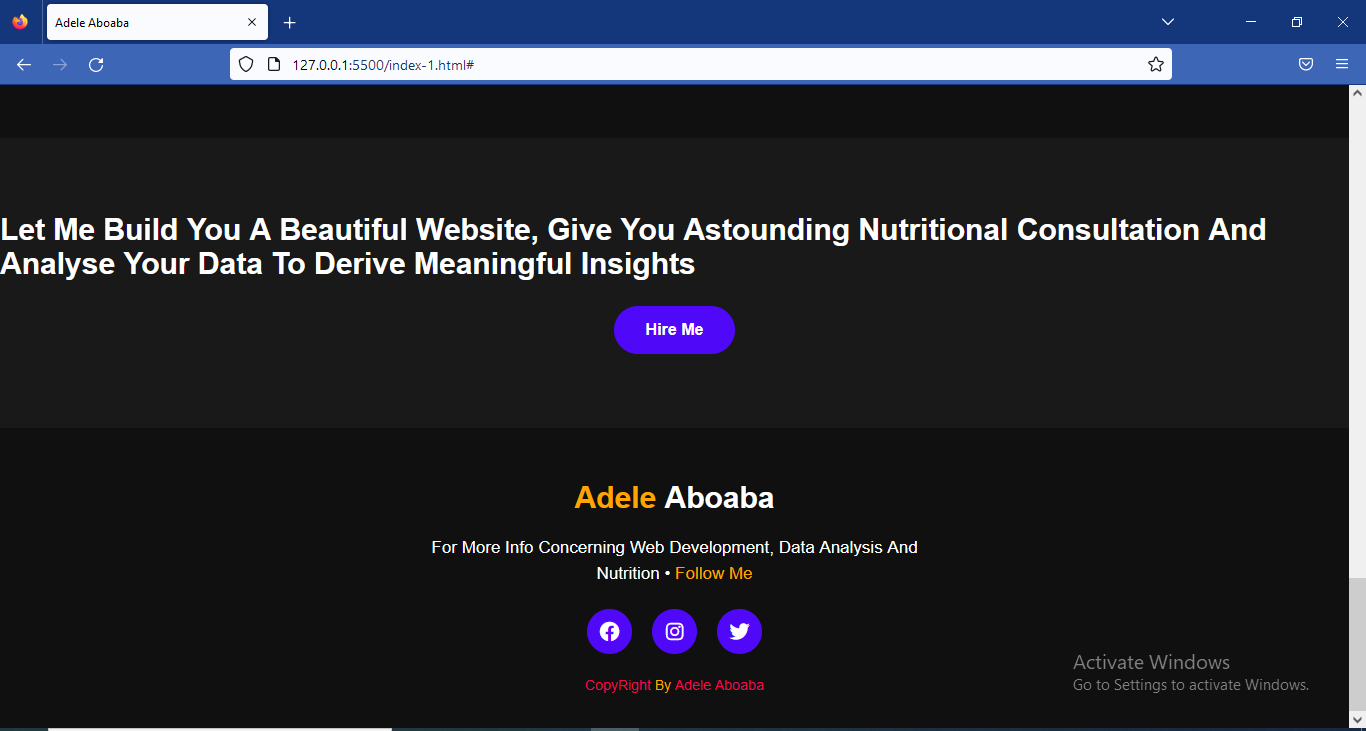 Adele Aboaba
127.0.0.1:5500/index-1.html#
Let Me Build You A Beautiful Website, Give You Astounding Nutritional Consultation And
Analyse Your Data To Derive Meaningful Insights
Hire Me
Adele Aboaba
For More Info Concerning Web Development, Data Analysis And
Nutrition • Follow Me
CopyRight By Adele Aboaba
Activate Windows
Go to Settings to activate Windows.